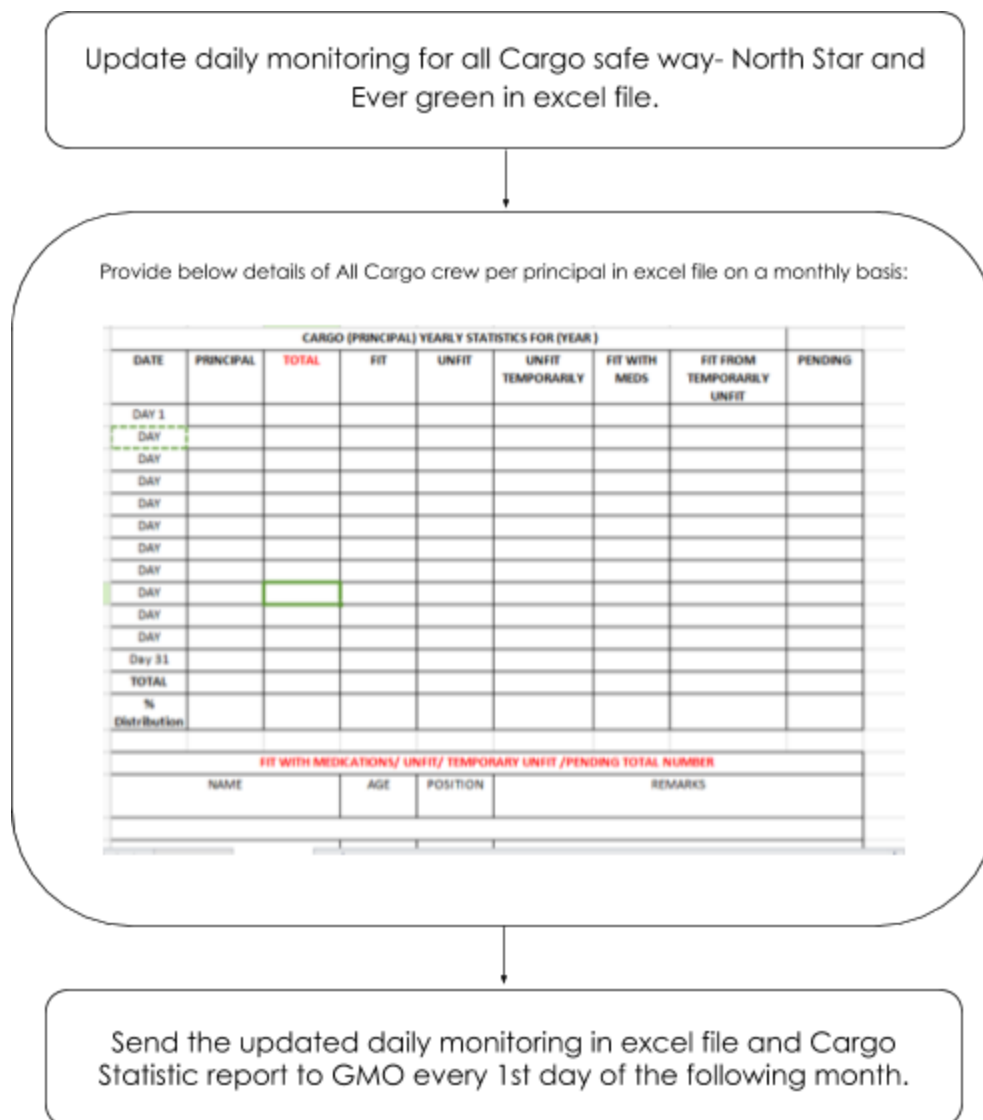 Update daily monitoring for all Cargo safe way- North Star and
Ever green in excel file.
Provide below details of All Cargo crew per principal in excel file on a monthly basis:
CARGO (PRINCIPAL) YEARLY STATISTICS FOR (YEAR )
DATE PRINCIPAL TOTAL FIT UNFIT UNFIT TEMPORARILY FIT WITH MEDS FIT FROM TEMPORARILY UNFIT PENDING
DAY 1
DAY
DAY
DAY
DAY
DAY
DAY
DAY
DAY
DAY
DAY
Day 31
TOTAL
%
Distribution
FIT WITH MEDICATIONS/ UNFIT/ TEMPORARY UNFIT /PENDING TOTAL NUMBER
NAME AGE POSITION REMARKS
Send the updated daily monitoring in excel file and Cargo
Statistic report to GMO every 1st day of the following month.